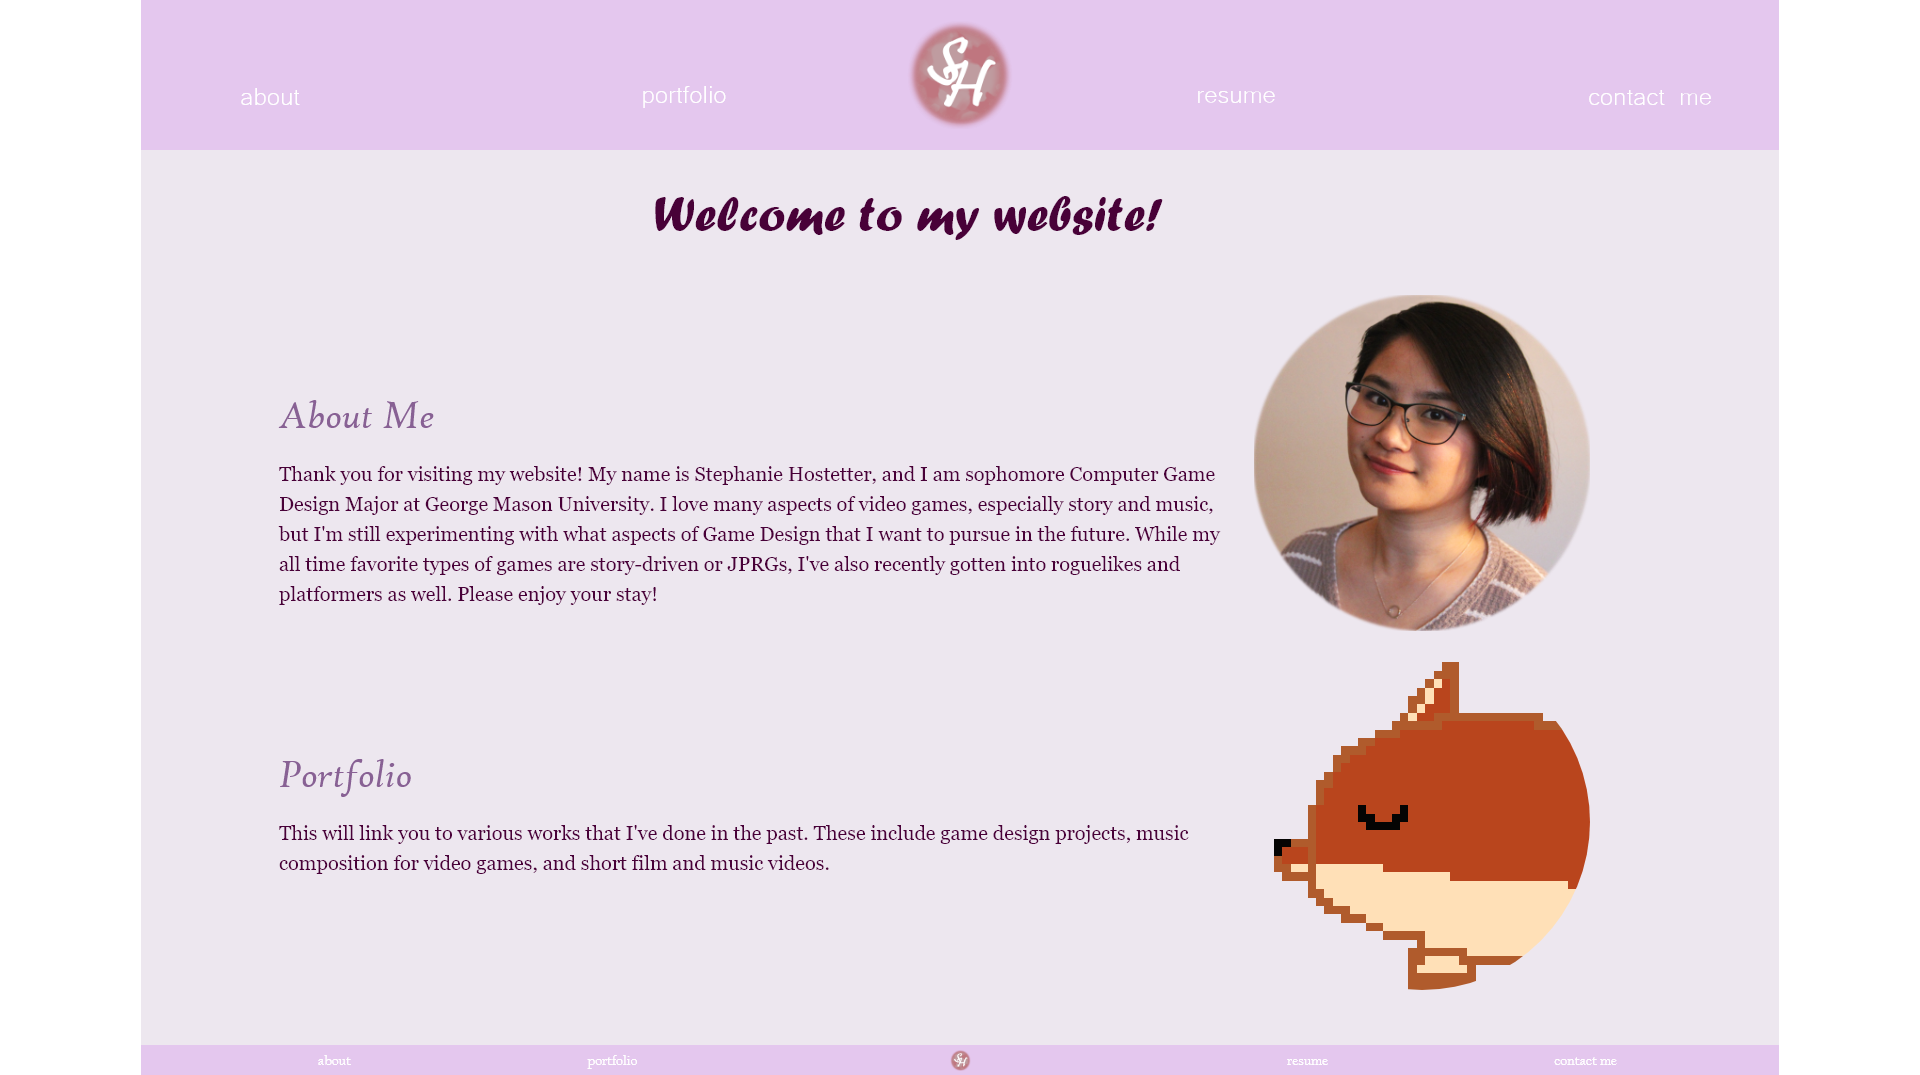 about
portfolio
SH
resume
contact me
Welcome to my website!
About Me
Thank you for visiting my website! My name is Stephanie Hostetter, and I am sophomore Computer Game
Design Major at George Mason University. I love many aspects of video games, especially story and music,
but I'm still experimenting with what aspects of Game Design that I want to pursue in the future. While my
all time favorite types of games are story-driven or JPRGs, I've also recently gotten into roguelikes and
platformers as well. Please enjoy your stay!
Portfolio
This will link you to various works that I've done in the past. These include game design projects, music
composition for video games, and short film and music videos.
about
portfolio
SH
resume
contact me